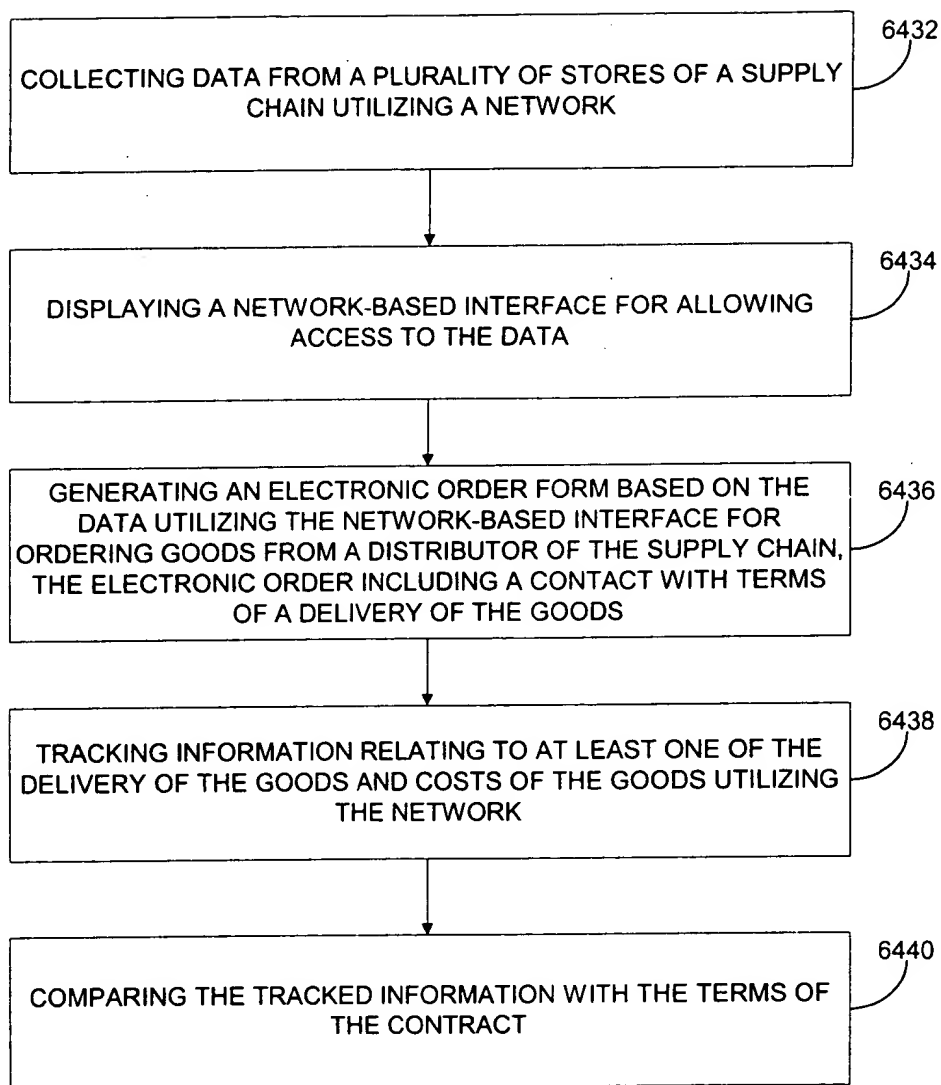 6432
COLLECTING DATA FROM A PLURALITY OF STORES OF A SUPPLY
CHAIN UTILIZING A NETWORK
6434
DISPLAYING A NETWORK-BASED INTERFACE FOR ALLOWING
ACCESS TO THE DATA
6436
GENERATING AN ELECTRONIC ORDER FORM BASED ON THE
DATA UTILIZING THE NETWORK-BASED INTERFACE FOR
ORDERING GOODS FROM A DISTRIBUTOR OF THE SUPPLY CHAIN,
THE ELECTRONIC ORDER INCLUDING A CONTACT WITH TERMS
OF A DELIVERY OF THE GOODS
6438
TRACKING INFORMATION RELATING TO AT LEAST ONE OF THE
DELIVERY OF THE GOODS AND COSTS OF THE GOODS UTILIZING
THE NETWORK
6440
COMPARING THE TRACKED INFORMATION WITH THE TERMS OF
THE CONTRACT